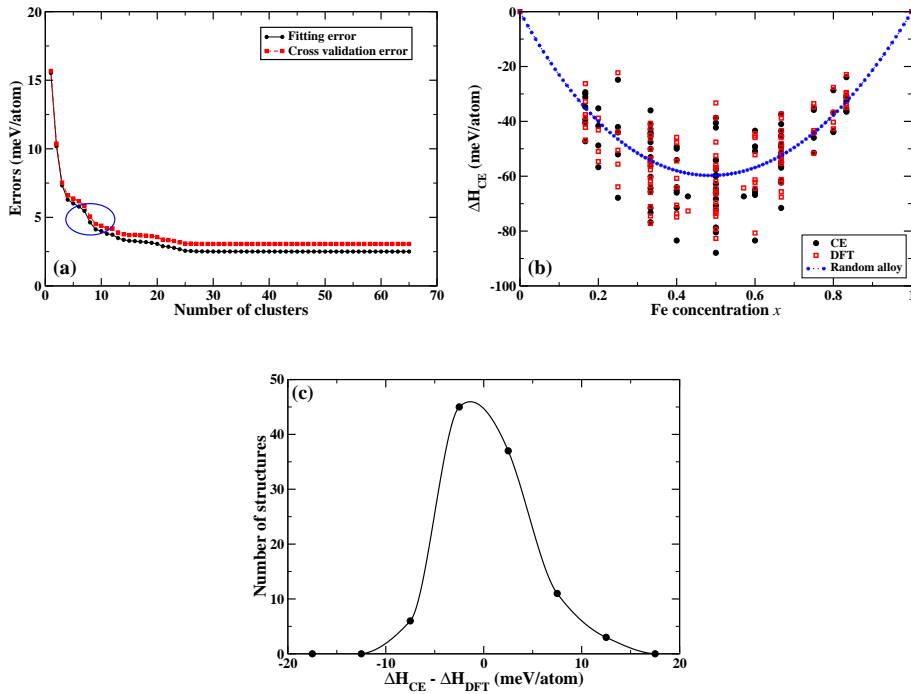 20
15
10
5
0
Errors (meV/atom)
Fitting error
Cross validation error
(a)
0 10 20 30 40 50 60 70
Number of clusters
0
-20
-40
-60
-80
-100
ΔH_CE (meV/atom)
CE
DFT
Random alloy
(b)
0 0.2 0.4 0.6 0.8 1
Fe concentration x
50
40
30
20
10
0
Number of structures
(c)
-20 -10 0 10 20
ΔH_CE - ΔH_DFT (meV/atom)